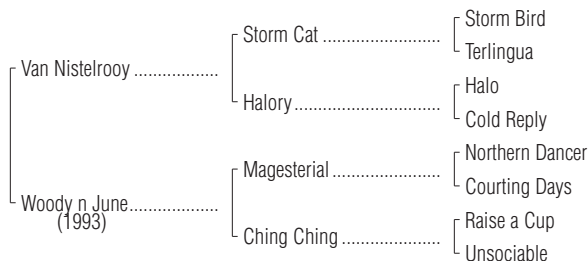 Storm Bird
Storm Cat ................................
Terlingua
Van Nistelrooy ..................
Halo
Halory ................................
Cold Reply
Northern Dancer
Magesterial ........................
Courting Days
Woody n June...................
(1993)
Raise a Cup
Ching Ching ......................
Unsociable